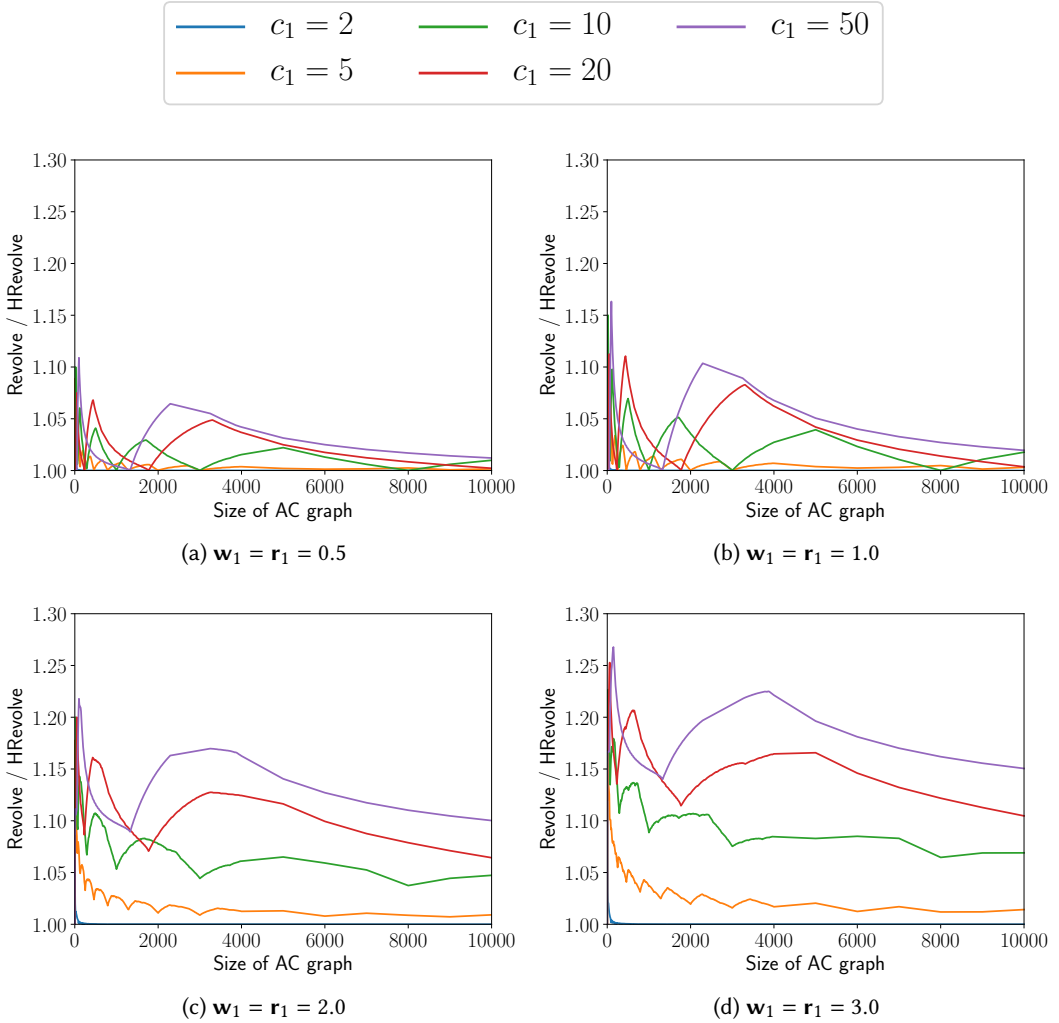 c₁ = 2 c₁ = 10 c₁ = 50
c₁ = 5 c₁ = 20
1.30
1.25
1.20
1.15
1.10
1.05
1.00
Revolve / HRevolve
0 2000 4000 6000 8000 10000
Size of AC graph
(a) w₁ = r₁ = 0.5
1.30
1.25
1.20
1.15
1.10
1.05
1.00
Revolve / HRevolve
0 2000 4000 6000 8000 10000
Size of AC graph
(b) w₁ = r₁ = 1.0
1.30
1.25
1.20
1.15
1.10
1.05
1.00
Revolve / HRevolve
0 2000 4000 6000 8000 10000
Size of AC graph
(c) w₁ = r₁ = 2.0
1.30
1.25
1.20
1.15
1.10
1.05
1.00
Revolve / HRevolve
0 2000 4000 6000 8000 10000
Size of AC graph
(d) w₁ = r₁ = 3.0